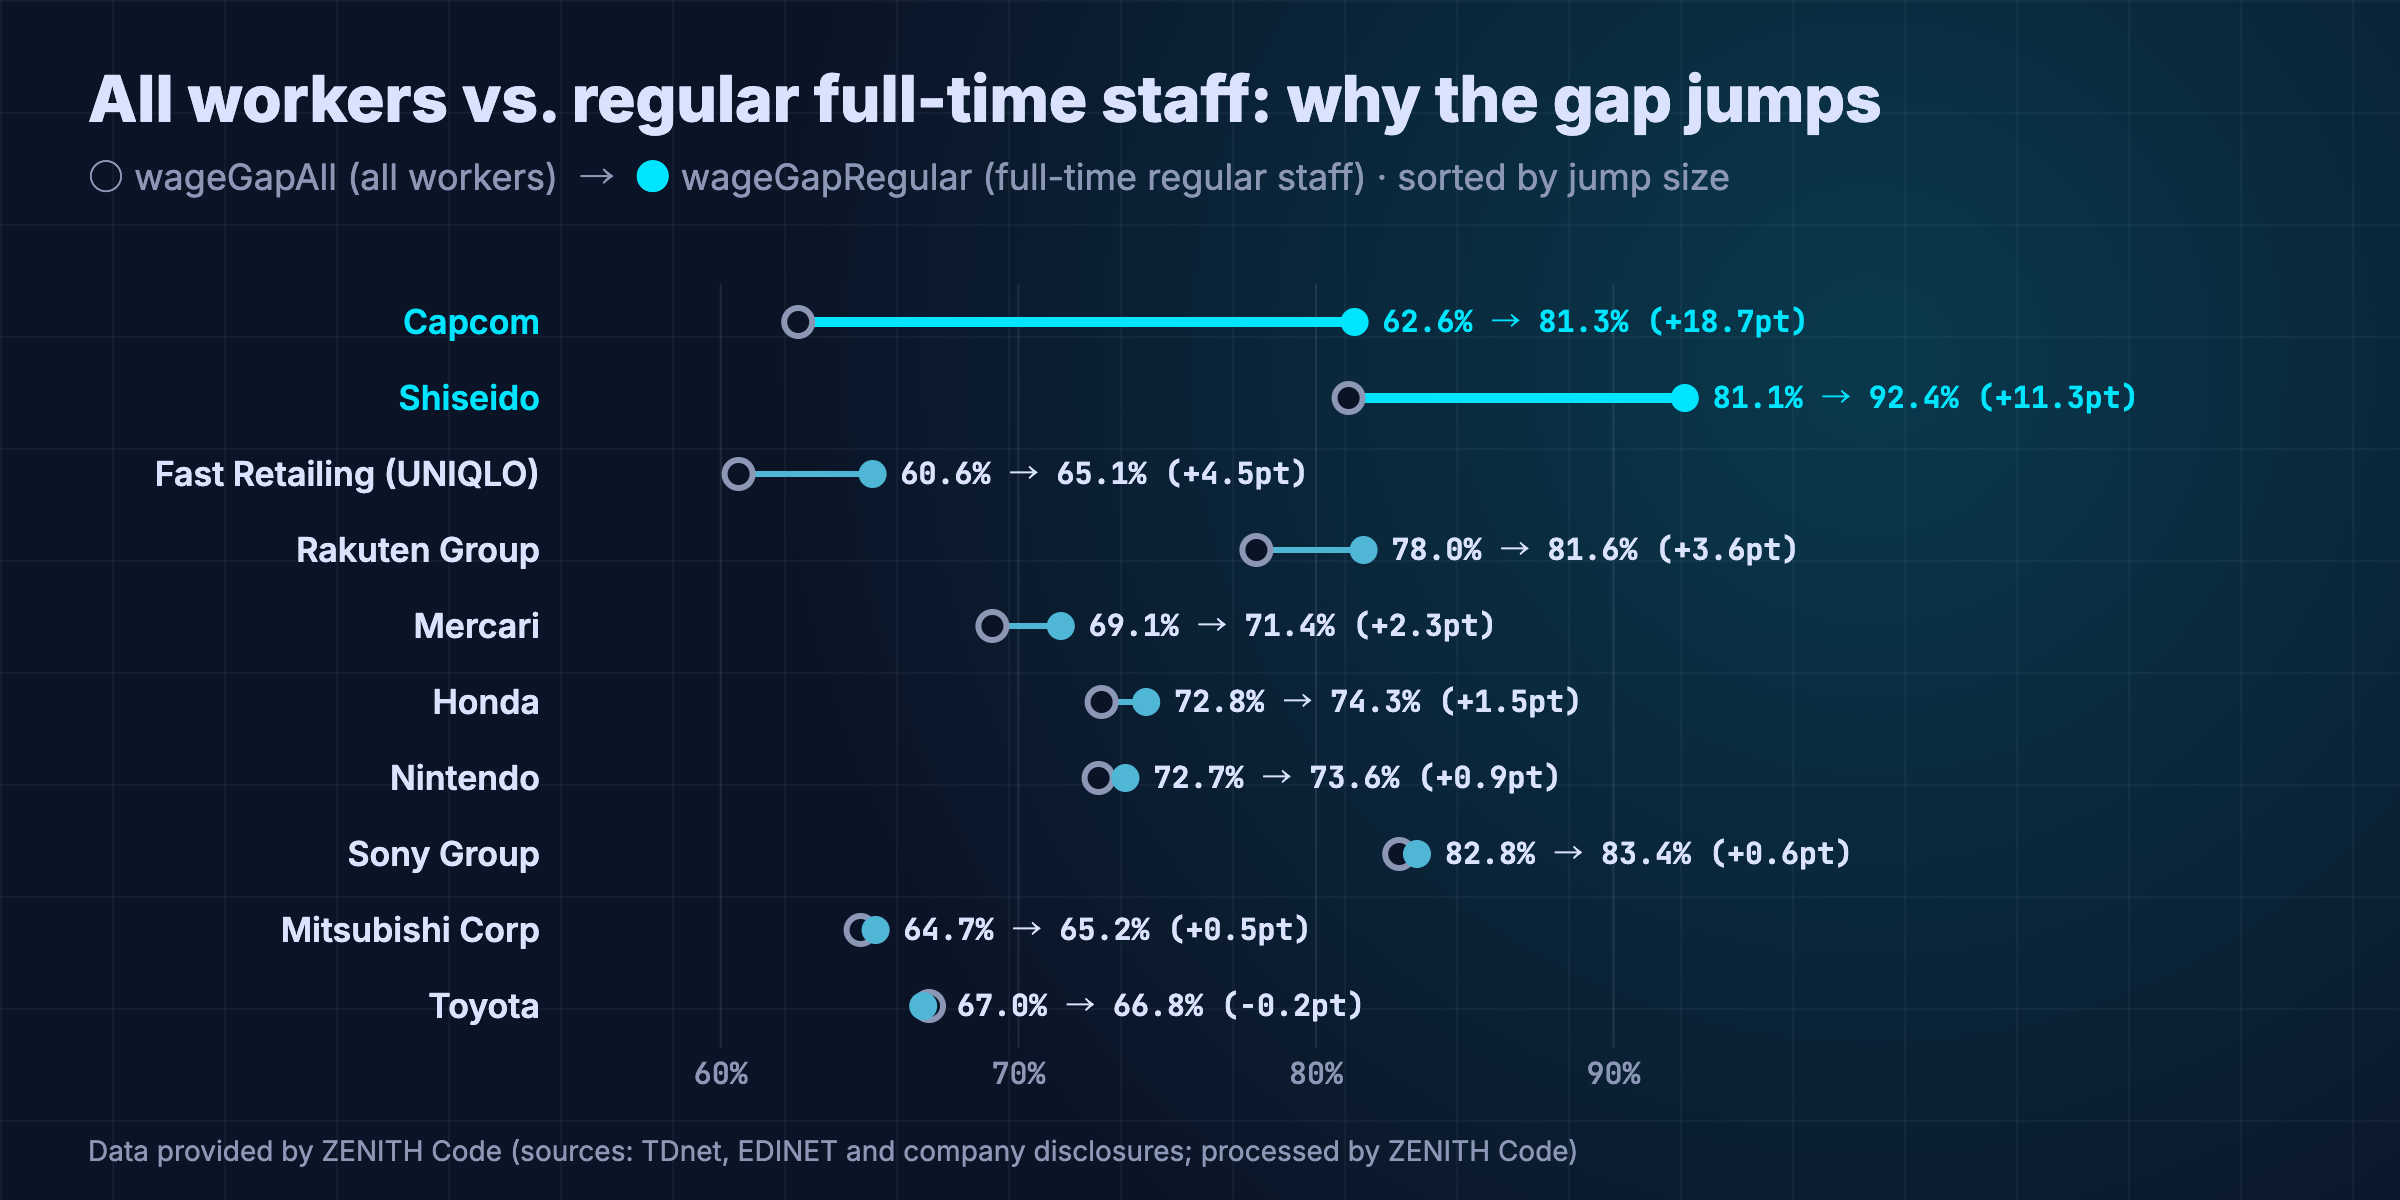 All workers vs. regular full-time staff: why the gap jumps
wageGapAll (all workers) → wageGapRegular (full-time regular staff) · sorted by jump size
Capcom 62.6% → 81.3% (+18.7pt)
Shiseido 81.1% → 92.4% (+11.3pt)
Fast Retailing (UNIQLO) 60.6% → 65.1% (+4.5pt)
Rakuten Group 78.0% → 81.6% (+3.6pt)
Mercari 69.1% → 71.4% (+2.3pt)
Honda 72.8% → 74.3% (+1.5pt)
Nintendo 72.7% → 73.6% (+0.9pt)
Sony Group 82.8% → 83.4% (+0.6pt)
Mitsubishi Corp 64.7% → 65.2% (+0.5pt)
Toyota 67.0% → 66.8% (-0.2pt)
60% 70% 80% 90%
Data provided by ZENITH Code (sources: TDnet, EDINET and company disclosures; processed by ZENITH Code)